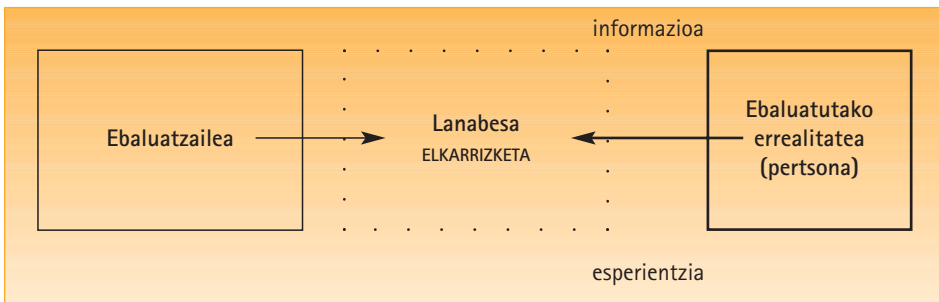 informazioa
Ebaluatzailea
Lanabesa
ELKARRIZKETA
Ebaluatutako
errealitatea
(pertsona)
esperientzia